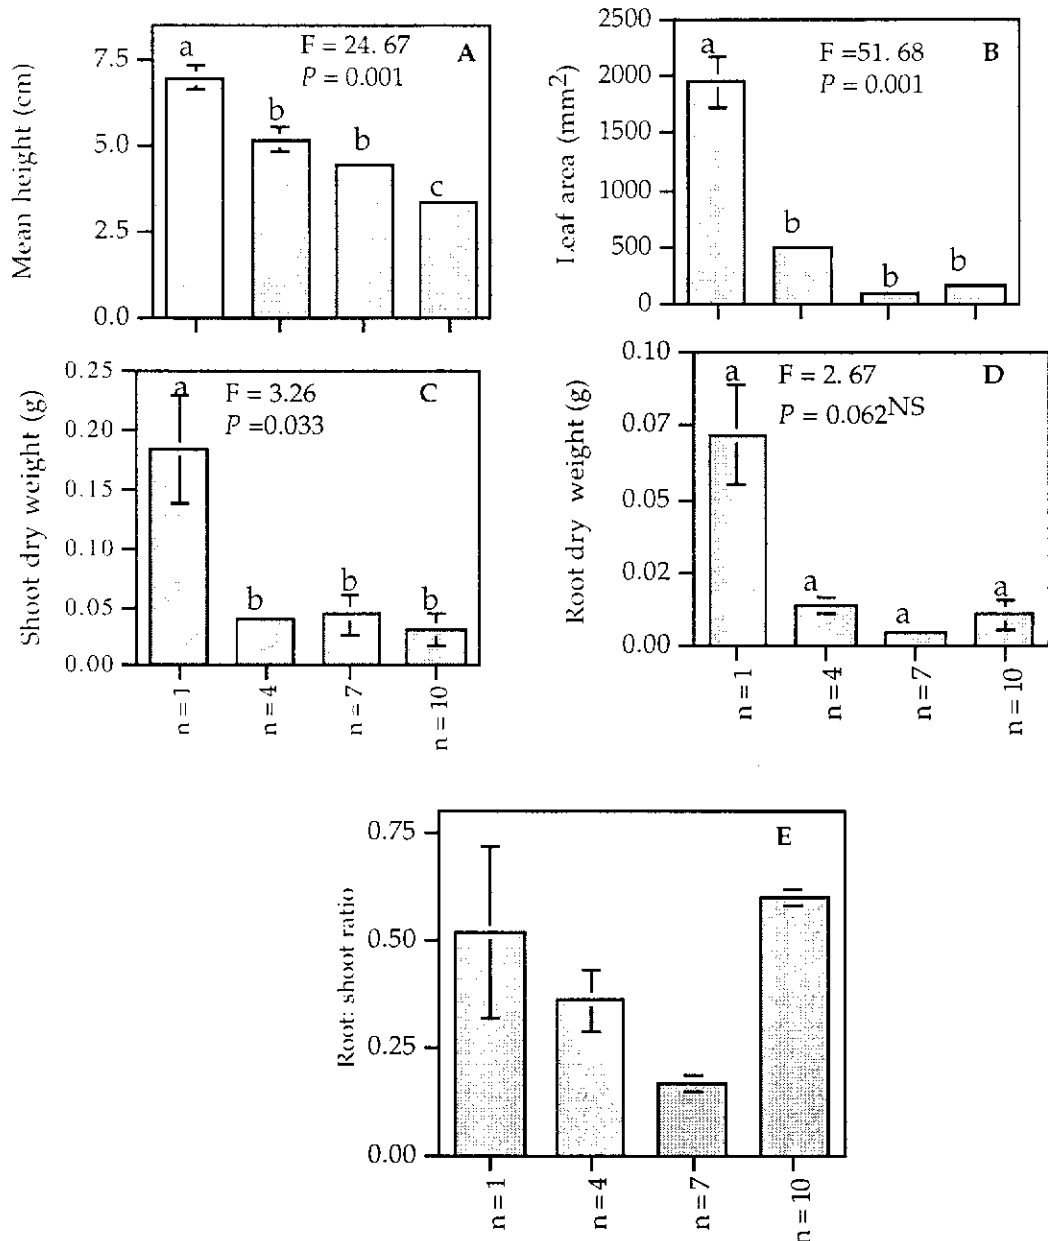 A
F = 24. 67
P = 0.001
Mean height (cm)
7.5
5.0
2.5
0.0
a
b
b
c
B
F =51. 68
P = 0.001
Leaf area (mm²)
2500
2000
1500
1000
500
0
a
b
b
b
C
F = 3.26
P =0.033
Shoot dry weight (g)
0.25
0.20
0.15
0.10
0.05
0.00
a
b
b
b
n = 1
n = 4
n = 7
n = 10
D
F = 2. 67
P = 0.062NS
Root dry weight (g)
0.10
0.07
0.05
0.02
0.00
a
a
a
a
n = 1
n = 4
n = 7
n = 10
E
Root: shoot ratio
0.75
0.50
0.25
0.00
n = 1
n = 4
n = 7
n = 10